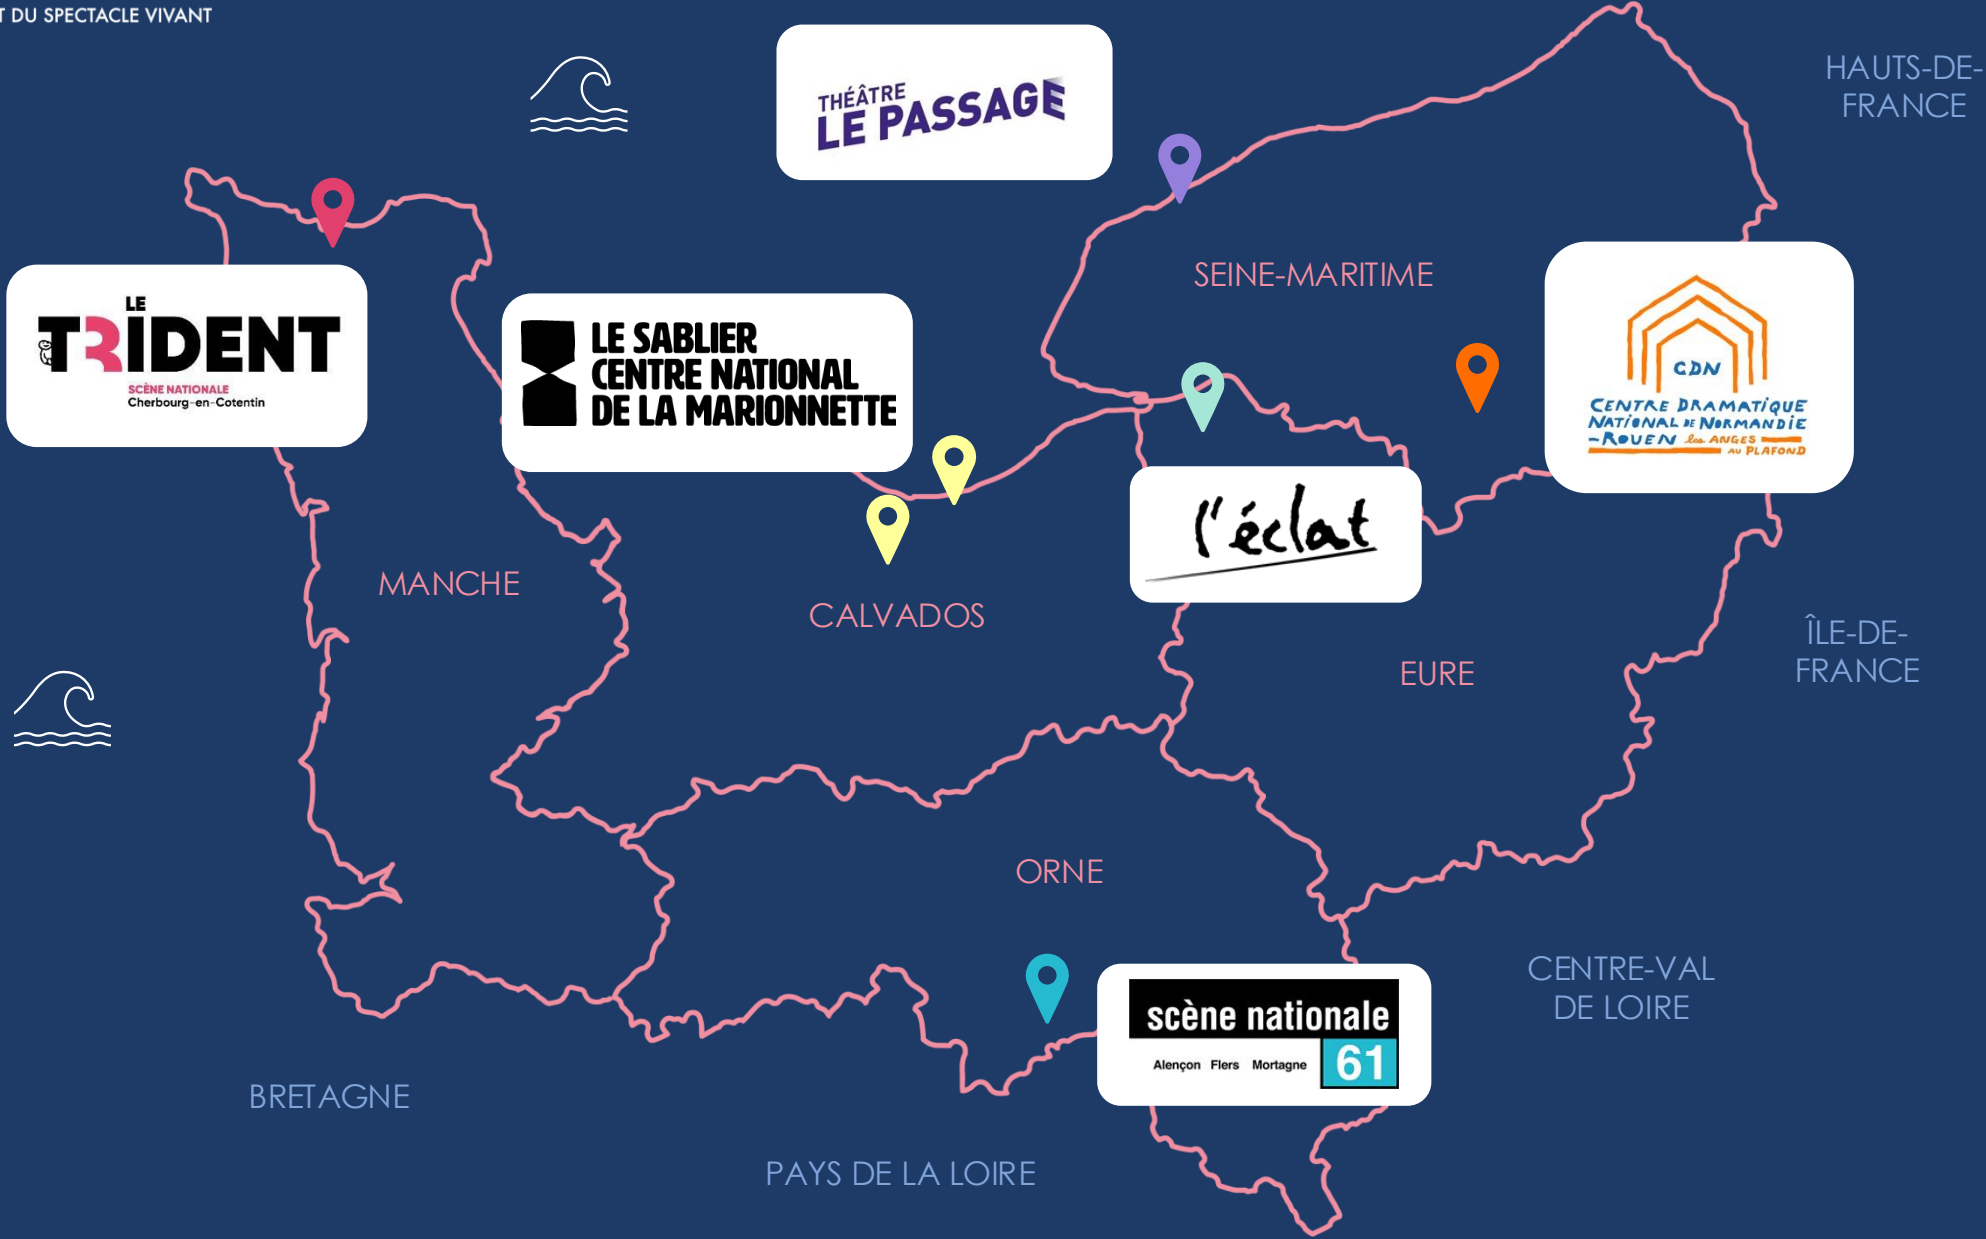 T DU SPECTACLE VIVANT
HAUTS-DE-
FRANCE
THÉÂTRE
LE PASSAGE
SEINE-MARITIME
LE
TRIDENT
SCÈNE NATIONALE
Cherbourg-en-Cotentin
LE SABLIER
CENTRE NATIONAL
DE LA MARIONNETTE
CDN
CENTRE DRAMATIQUE
NATIONAL DE NORMANDIE
-ROUEN les ANGES
AU PLAFOND
l'éclat
MANCHE
CALVADOS
ÎLE-DE-
FRANCE
EURE
ORNE
CENTRE-VAL
DE LOIRE
scène nationale
Alençon Flers Mortagne 61
BRETAGNE
PAYS DE LA LOIRE